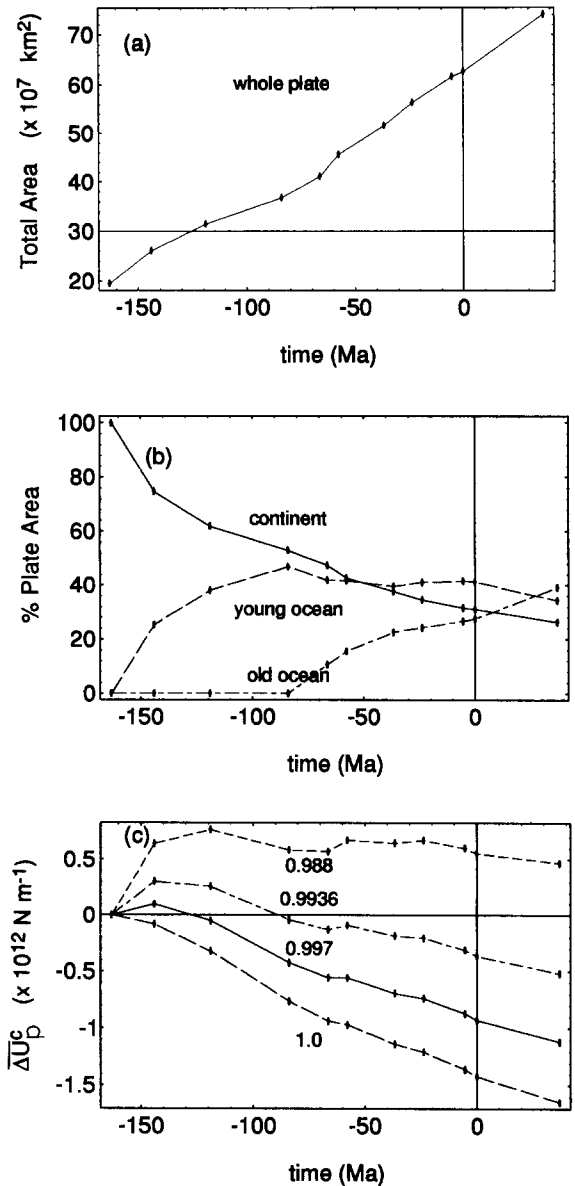 (a)
whole plate
Total Area (x 10⁷ km²)
70
60
50
40
30
20
-150 -100 -50 0
time (Ma)
(b)
continent
young ocean
old ocean
% Plate Area
100
80
60
40
20
0
-150 -100 -50 0
time (Ma)
(c)
0.988
0.9936
0.997
1.0
ΔU̅ᶜₚ (x 10¹² N m⁻¹)
0.5
0
-0.5
-1
-1.5
-150 -100 -50 0
time (Ma)